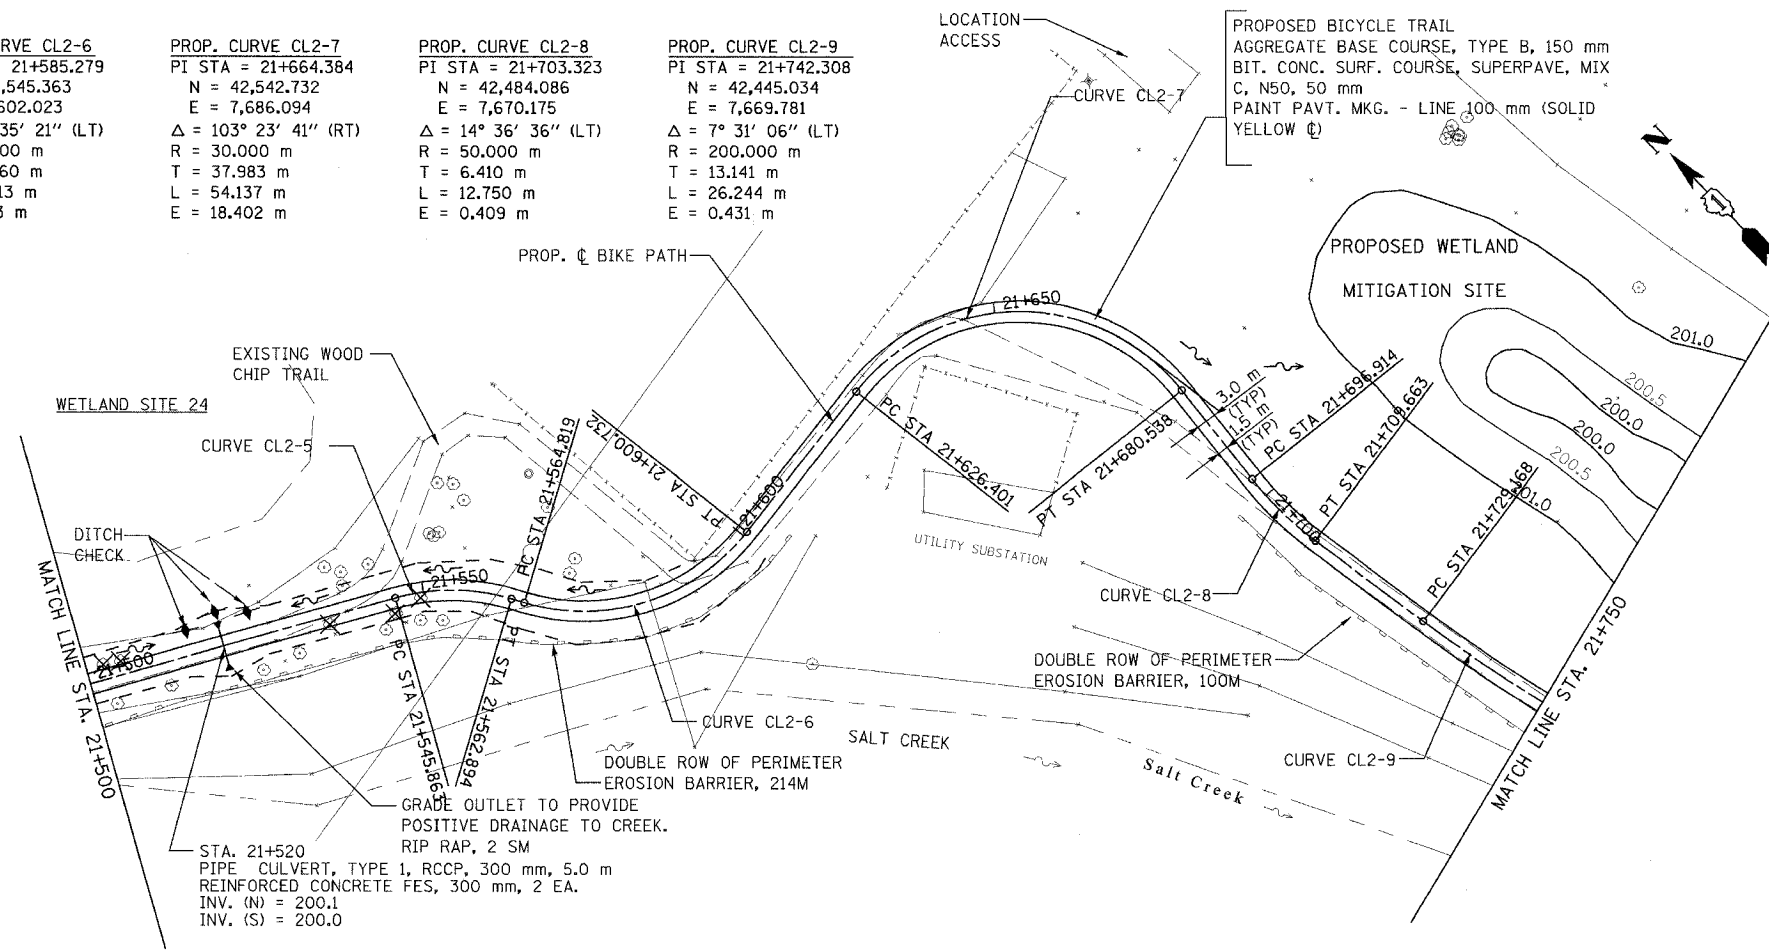 RVE CL2-6
21+585.279
,545.363
602.023
35' 21" (LT)
00 m
60 m
13 m
3 m
PROP. CURVE CL2-7
PI STA = 21+664.384
N = 42,542.732
E = 7,686.094
Δ = 103° 23' 41" (RT)
R = 30.000 m
T = 37.983 m
L = 54.137 m
E = 18.402 m
PROP. CURVE CL2-8
PI STA = 21+703.323
N = 42,484.086
E = 7,670.175
Δ = 14° 36' 36" (LT)
R = 50.000 m
T = 6.410 m
L = 12.750 m
E = 0.409 m
PROP. CURVE CL2-9
PI STA = 21+742.308
N = 42,445.034
E = 7,669.781
Δ = 7° 31' 06" (LT)
R = 200.000 m
T = 13.141 m
L = 26.244 m
E = 0.431 m
LOCATION
ACCESS
PROPOSED BICYCLE TRAIL
AGGREGATE BASE COURSE, TYPE B, 150 mm
BIT. CONC. SURF. COURSE, SUPERPAVE, MIX
C, N50, 50 mm
PAINT PAVT. MKG. - LINE 100 mm (SOLID
YELLOW ℄)
CURVE CL2-7
N
1
PROP. ℄ BIKE PATH
PROPOSED WETLAND
MITIGATION SITE
21+650
201.0
200.5
200.0
200.0
200.5
201.0
EXISTING WOOD
CHIP TRAIL
WETLAND SITE 24
CURVE CL2-5
DITCH
CHECK
3.0 m
(TYP)
1.5 m
(TYP)
PC STA 21+696.914
PT STA 21+709.663
PC STA 21+729.168
PC STA 21+626.401
PT STA 21+680.538
PT STA 21+600.732
PC STA 21+564.819
21+600
21+700
21+550
21+500
UTILITY SUBSTATION
CURVE CL2-8
MATCH LINE STA. 21+500
PC STA 21+545.863
PT STA 21+562.894
DOUBLE ROW OF PERIMETER
EROSION BARRIER, 100M
MATCH LINE STA. 21+750
CURVE CL2-6
SALT CREEK
Salt Creek
CURVE CL2-9
DOUBLE ROW OF PERIMETER
EROSION BARRIER, 214M
GRADE OUTLET TO PROVIDE
POSITIVE DRAINAGE TO CREEK.
RIP RAP, 2 SM
STA. 21+520
PIPE CULVERT, TYPE 1, RCCP, 300 mm, 5.0 m
REINFORCED CONCRETE FES, 300 mm, 2 EA.
INV. (N) = 200.1
INV. (S) = 200.0